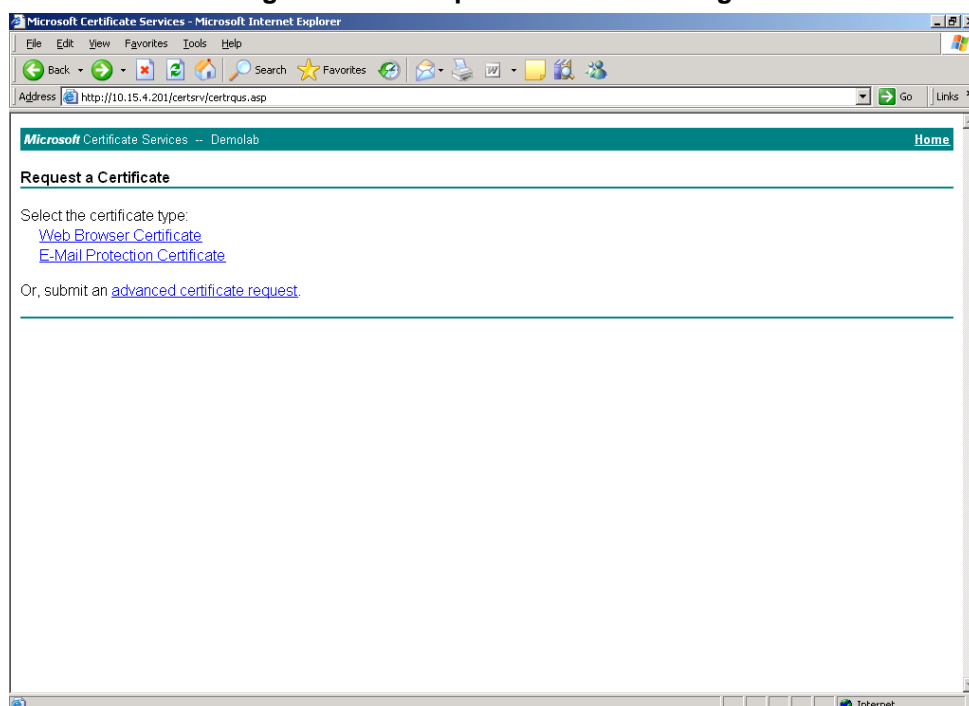 Microsoft Certificate Services - Microsoft Internet Explorer
File Edit View Favorites Tools Help
Back Search Favorites
Address http://10.15.4.201/certsrv/certrqus.asp Go Links
Microsoft Certificate Services -- Demolab Home
Request a Certificate
Select the certificate type:
Web Browser Certificate
E-Mail Protection Certificate
Or, submit an advanced certificate request.
Internet